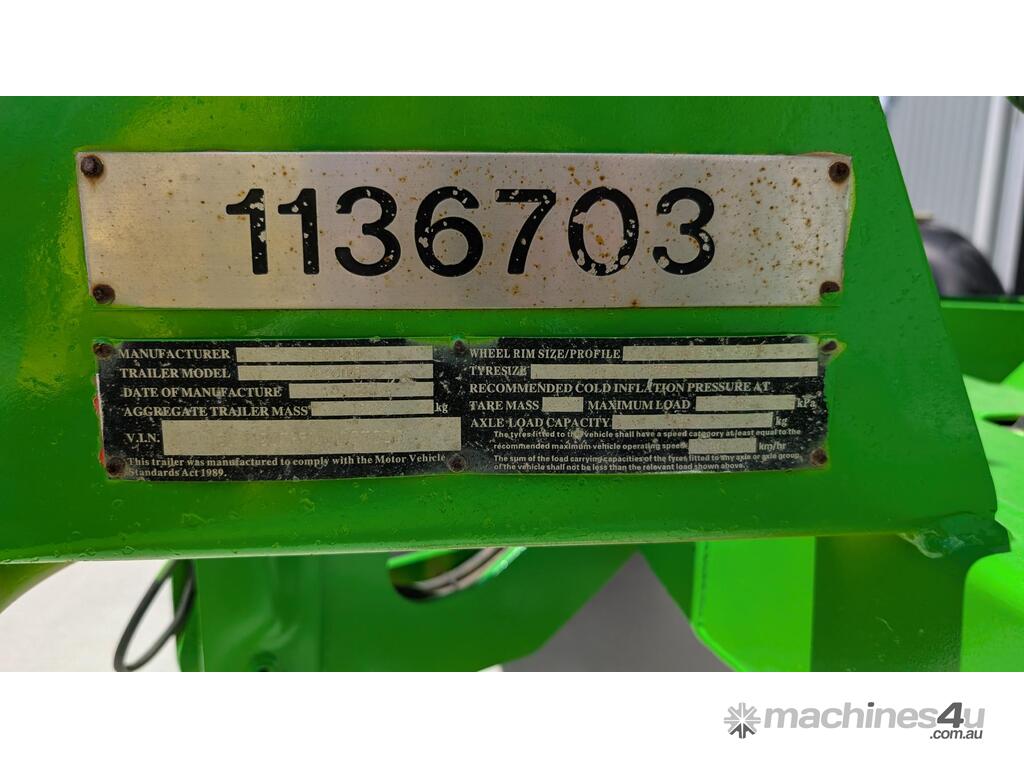 1136703
MANUFACTURER
TRAILER MODEL
DATE OF MANUFACTURE
AGGREGATE TRAILER MASS kg
V.I.N.
This trailer was manufactured to comply with the Motor Vehicle
Standards Act 1989.
WHEEL RIM SIZE/PROFILE
TYRESIZE
RECOMMENDED COLD INFLATION PRESSURE AT
TARE MASS MAXIMUM LOAD kPa
AXLE LOAD CAPACITY kg
The tyres fitted to the vehicle shall have a speed category at least equal to the
recommended maximum vehicle operating speed km/hr
The sum of the load carrying capacities of the tyres fitted to any axle or axle group
of the vehicle shall not be less than the relevant load shown above.
machines4u
.com.au